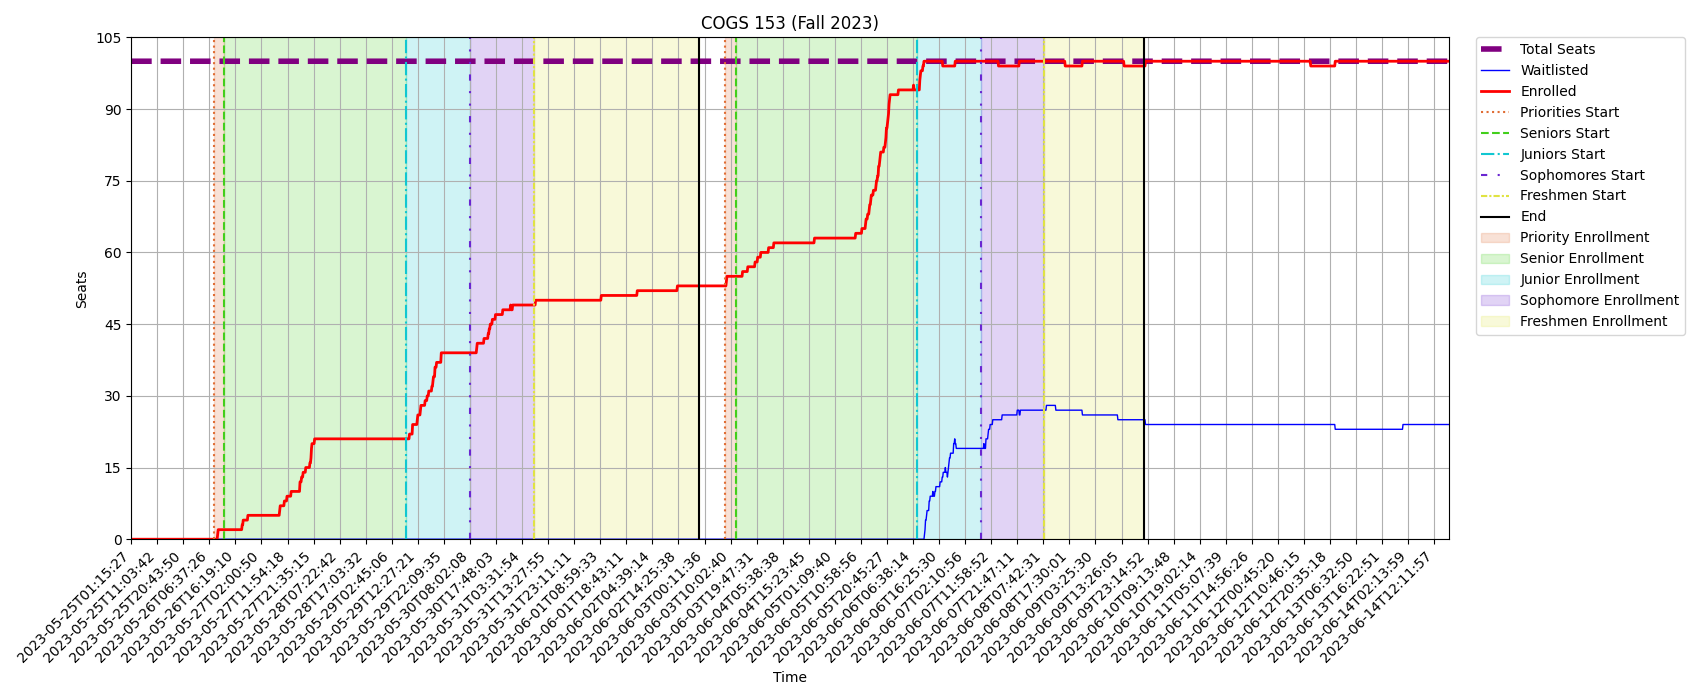 COGS 153 (Fall 2023)
105
90
75
60
45
30
15
0
Seats
2023-05-25T01:15:27
2023-05-25T11:03:42
2023-05-25T20:43:50
2023-05-26T06:37:26
2023-05-26T16:19:10
2023-05-27T02:00:50
2023-05-27T11:54:18
2023-05-27T21:35:15
2023-05-28T07:22:42
2023-05-28T17:03:32
2023-05-29T02:45:06
2023-05-29T12:27:21
2023-05-29T22:09:35
2023-05-30T08:02:08
2023-05-30T17:48:03
2023-05-31T03:31:54
2023-05-31T13:27:55
2023-05-31T23:11:11
2023-06-01T08:59:33
2023-06-01T18:43:11
2023-06-02T04:39:14
2023-06-02T14:25:38
2023-06-03T00:11:36
2023-06-03T10:02:40
2023-06-03T19:47:31
2023-06-04T05:38:38
2023-06-04T15:23:45
2023-06-05T01:09:40
2023-06-05T10:58:56
2023-06-05T20:45:27
2023-06-06T06:38:14
2023-06-06T16:25:30
2023-06-07T02:10:56
2023-06-07T11:58:52
2023-06-07T21:47:11
2023-06-08T07:42:31
2023-06-08T17:30:01
2023-06-09T03:25:30
2023-06-09T13:26:05
2023-06-09T23:14:52
2023-06-10T09:13:48
2023-06-10T19:02:14
2023-06-11T05:07:39
2023-06-11T14:56:26
2023-06-12T00:45:20
2023-06-12T10:46:15
2023-06-12T20:35:18
2023-06-13T06:32:50
2023-06-13T16:22:51
2023-06-14T02:13:59
2023-06-14T12:11:57
Time
Total Seats
Waitlisted
Enrolled
Priorities Start
Seniors Start
Juniors Start
Sophomores Start
Freshmen Start
End
Priority Enrollment
Senior Enrollment
Junior Enrollment
Sophomore Enrollment
Freshmen Enrollment